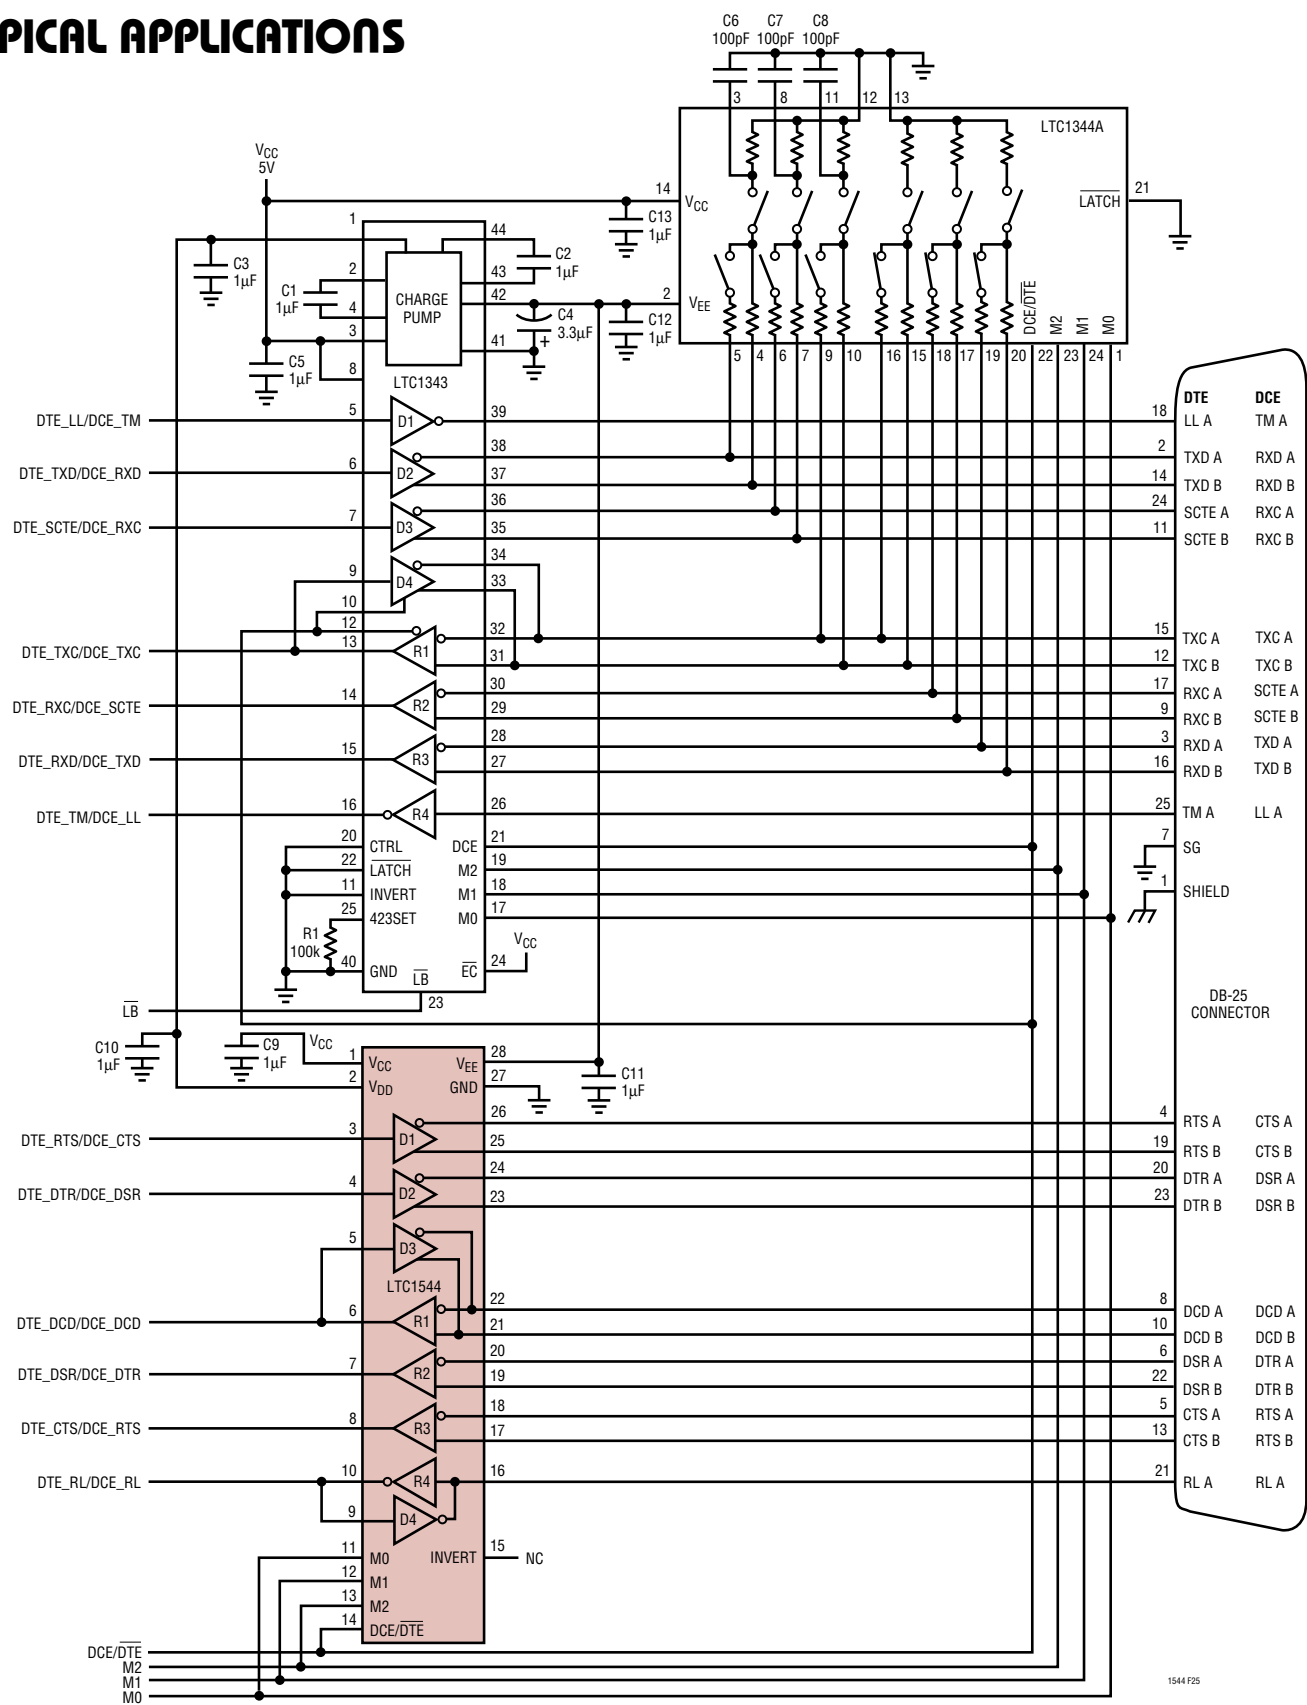 PICAL APPLICATIONS
C6 C7 C8
100pF 100pF 100pF
3 8 11 12 13
LTC1344A
VCC
5V
14
VCC
C13
1μF
LATCH
21
1
44
C3
1μF
2
C1
1μF
4
3
8
C5
1μF
CHARGE
PUMP
43
C2
1μF
42
41
C4
3.3μF
+
C12
1μF
2
VEE
DCE/DTE
M2
M1
M0
5 4 6 7 9 10 16 15 18 17 19 20 22 23 24 1
LTC1343
DTE DCE
DTE_LL/DCE_TM 5 D1 39 18 LL A TM A
38 2 TXD A RXD A
DTE_TXD/DCE_RXD 6 D2 37 14 TXD B RXD B
36 24 SCTE A RXC A
DTE_SCTE/DCE_RXC 7 D3 35 11 SCTE B RXC B
34
9 D4 33
10
12
32 15 TXC A TXC A
DTE_TXC/DCE_TXC 13 R1 31 12 TXC B TXC B
30 17 RXC A SCTE A
DTE_RXC/DCE_SCTE 14 R2 29 9 RXC B SCTE B
28 3 RXD A TXD A
DTE_RXD/DCE_TXD 15 R3 27 16 RXD B TXD B
DTE_TM/DCE_LL 16 R4 26 25 TM A LL A
20 CTRL DCE 21 7 SG
22 LATCH M2 19
11 INVERT M1 18 1 SHIELD
25 423SET M0 17
R1
100k
40 GND LB EC 24 VCC
LB 23
DB-25
CONNECTOR
C10
1μF
C9
1μF
VCC
1 VCC VEE 28
2 VDD GND 27
C11
1μF
26 4 RTS A CTS A
DTE_RTS/DCE_CTS 3 D1 25 19 RTS B CTS B
24 20 DTR A DSR A
DTE_DTR/DCE_DSR 4 D2 23 23 DTR B DSR B
5 D3
LTC1544
22 8 DCD A DCD A
DTE_DCD/DCE_DCD 6 R1 21 10 DCD B DCD B
20 6 DSR A DTR A
DTE_DSR/DCE_DTR 7 R2 19 22 DSR B DTR B
18 5 CTS A RTS A
DTE_CTS/DCE_RTS 8 R3 17 13 CTS B RTS B
DTE_RL/DCE_RL 10 R4 16 21 RL A RL A
9 D4
11 M0 INVERT 15 NC
12 M1
13 M2
14 DCE/DTE
DCE/DTE
M2
M1
M0
1544 F25